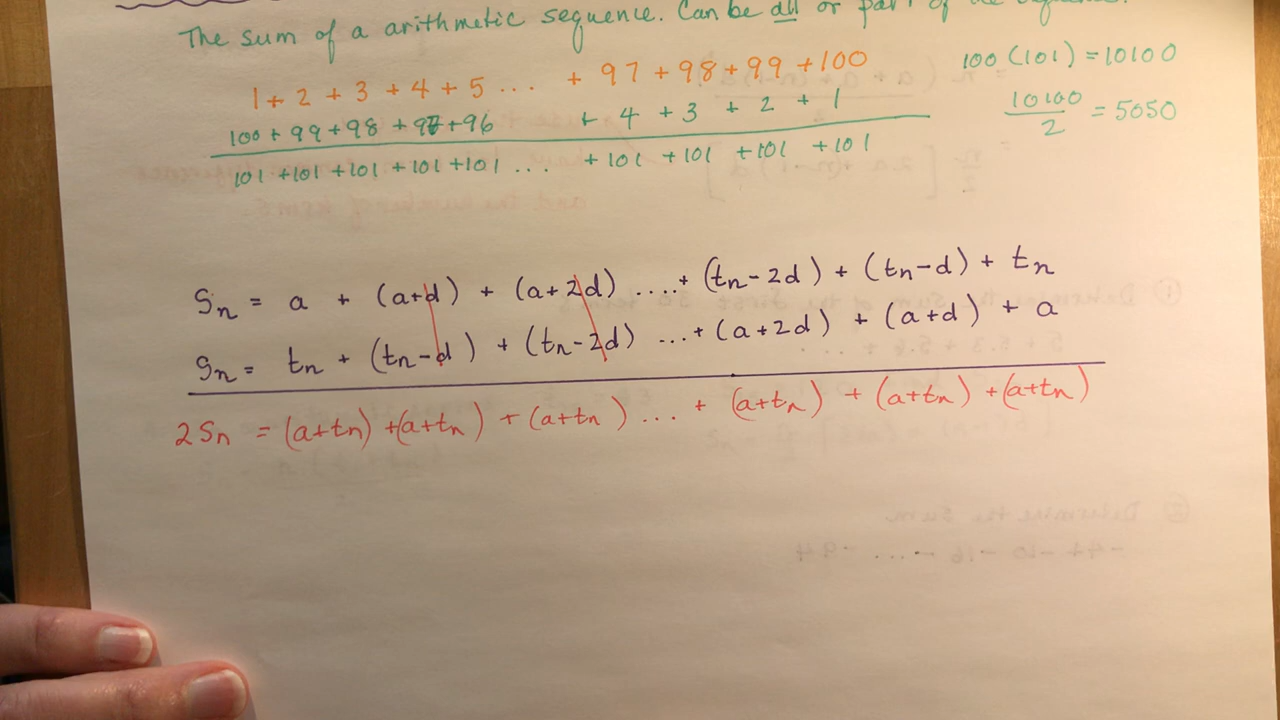 The sum of a arithmetic sequence. Can be all or part of the sequence.
1 + 2 + 3 + 4 + 5 ... + 97 + 98 + 99 + 100
100 + 99 + 98 + 97 + 96 + 4 + 3 + 2 + 1
101 + 101 + 101 + 101 + 101 ... + 101 + 101 + 101 + 101
100 (101) = 10100
10100/2 = 5050
Sn = a + (a+d) + (a+2d) ....+ (tn-2d) + (tn-d) + tn
Sn = tn + (tn-d) + (tn-2d) ...+ (a+2d) + (a+d) + a
2Sn = (a+tn) + (a+tn) + (a+tn) ... + (a+tn) + (a+tn) + (a+tn)